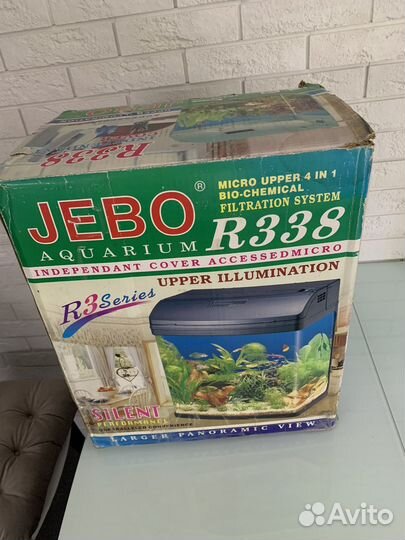 R338
JEBO®
AQUARIUM
MICRO UPPER 4 IN 1
BIO-CHEMICAL
FILTRATION SYSTEM
R338
INDEPENDANT COVER ACCESSEDMICRO
UPPER ILLUMINATION
R3 Series
SILENT
PERFORMANCE
LARGER PANORAMIC VIEW
Avito